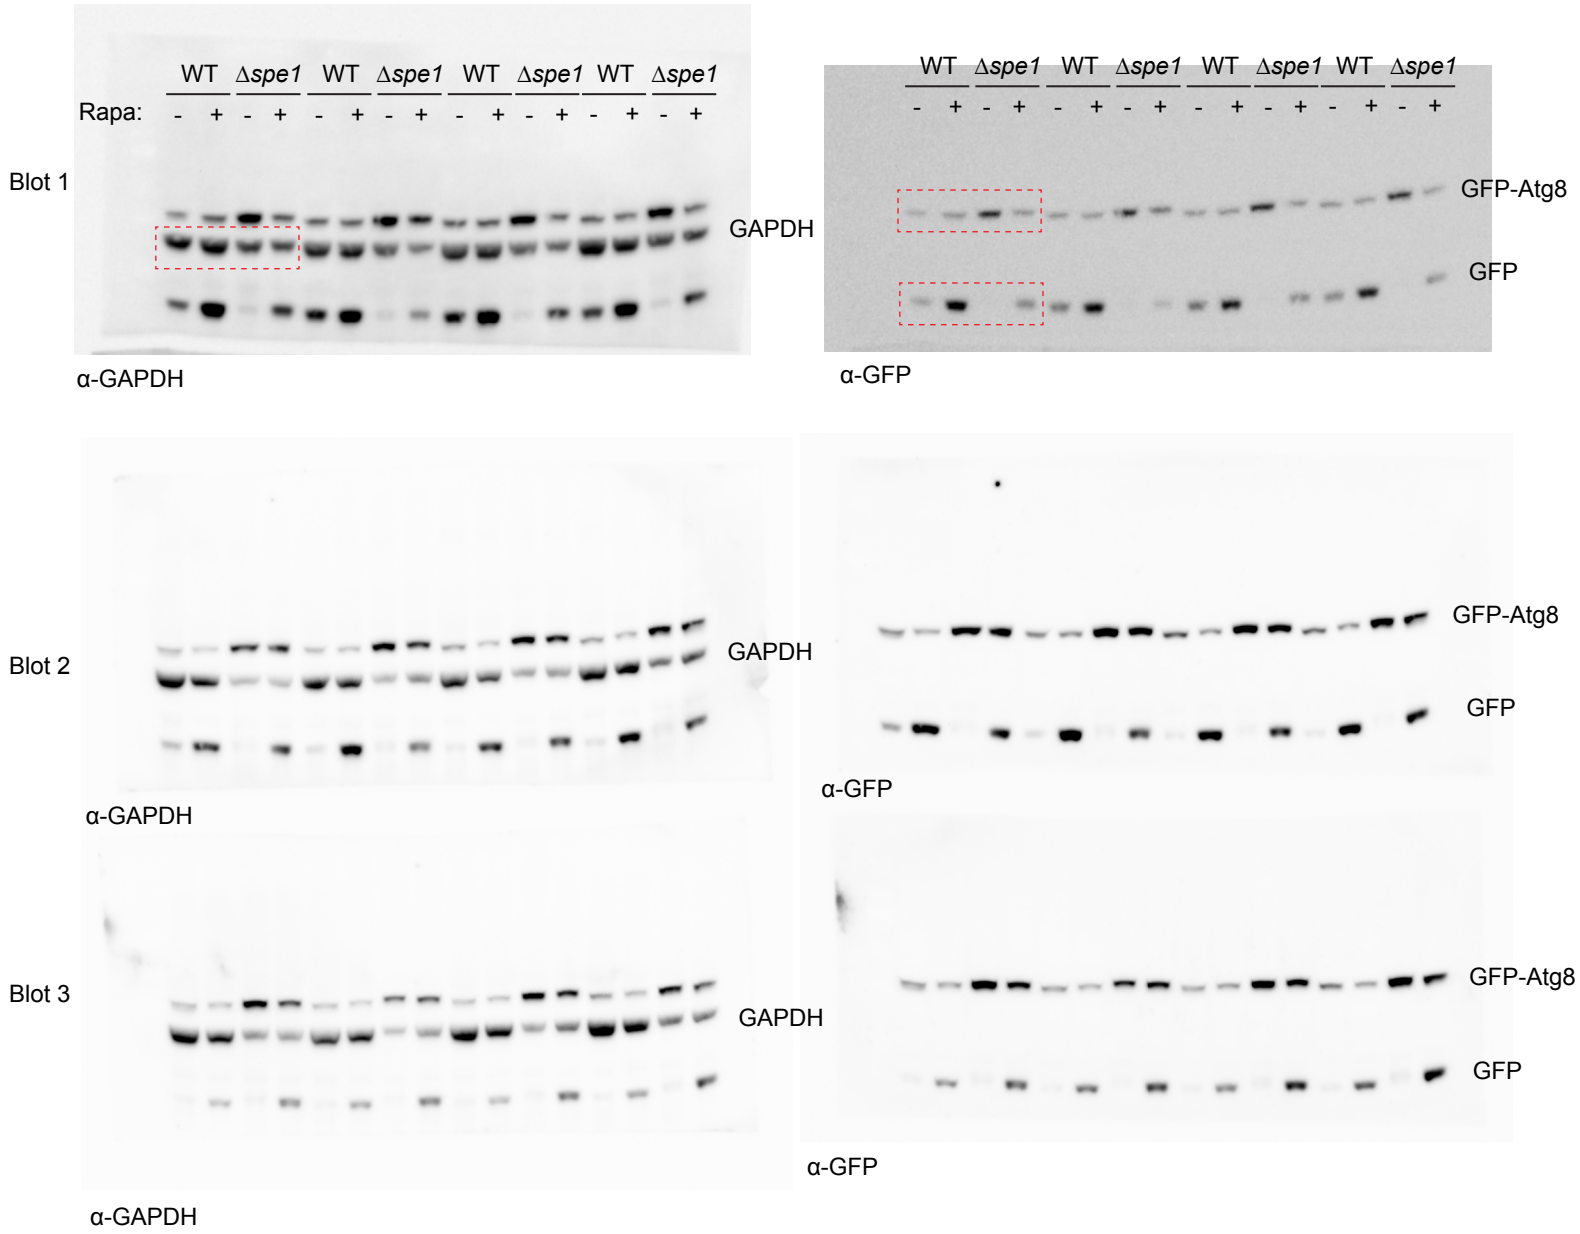 WT Δspe1 WT Δspe1 WT Δspe1 WT Δspe1
Rapa: - + - + - + - + - + - + - + - +
Blot 1
GAPDH
α-GAPDH
WT Δspe1 WT Δspe1 WT Δspe1 WT Δspe1
- + - + - + - + - + - + - + - +
GFP-Atg8
GFP
α-GFP
Blot 2
GAPDH
α-GAPDH
GFP-Atg8
GFP
α-GFP
Blot 3
GAPDH
α-GAPDH
GFP-Atg8
GFP
α-GFP